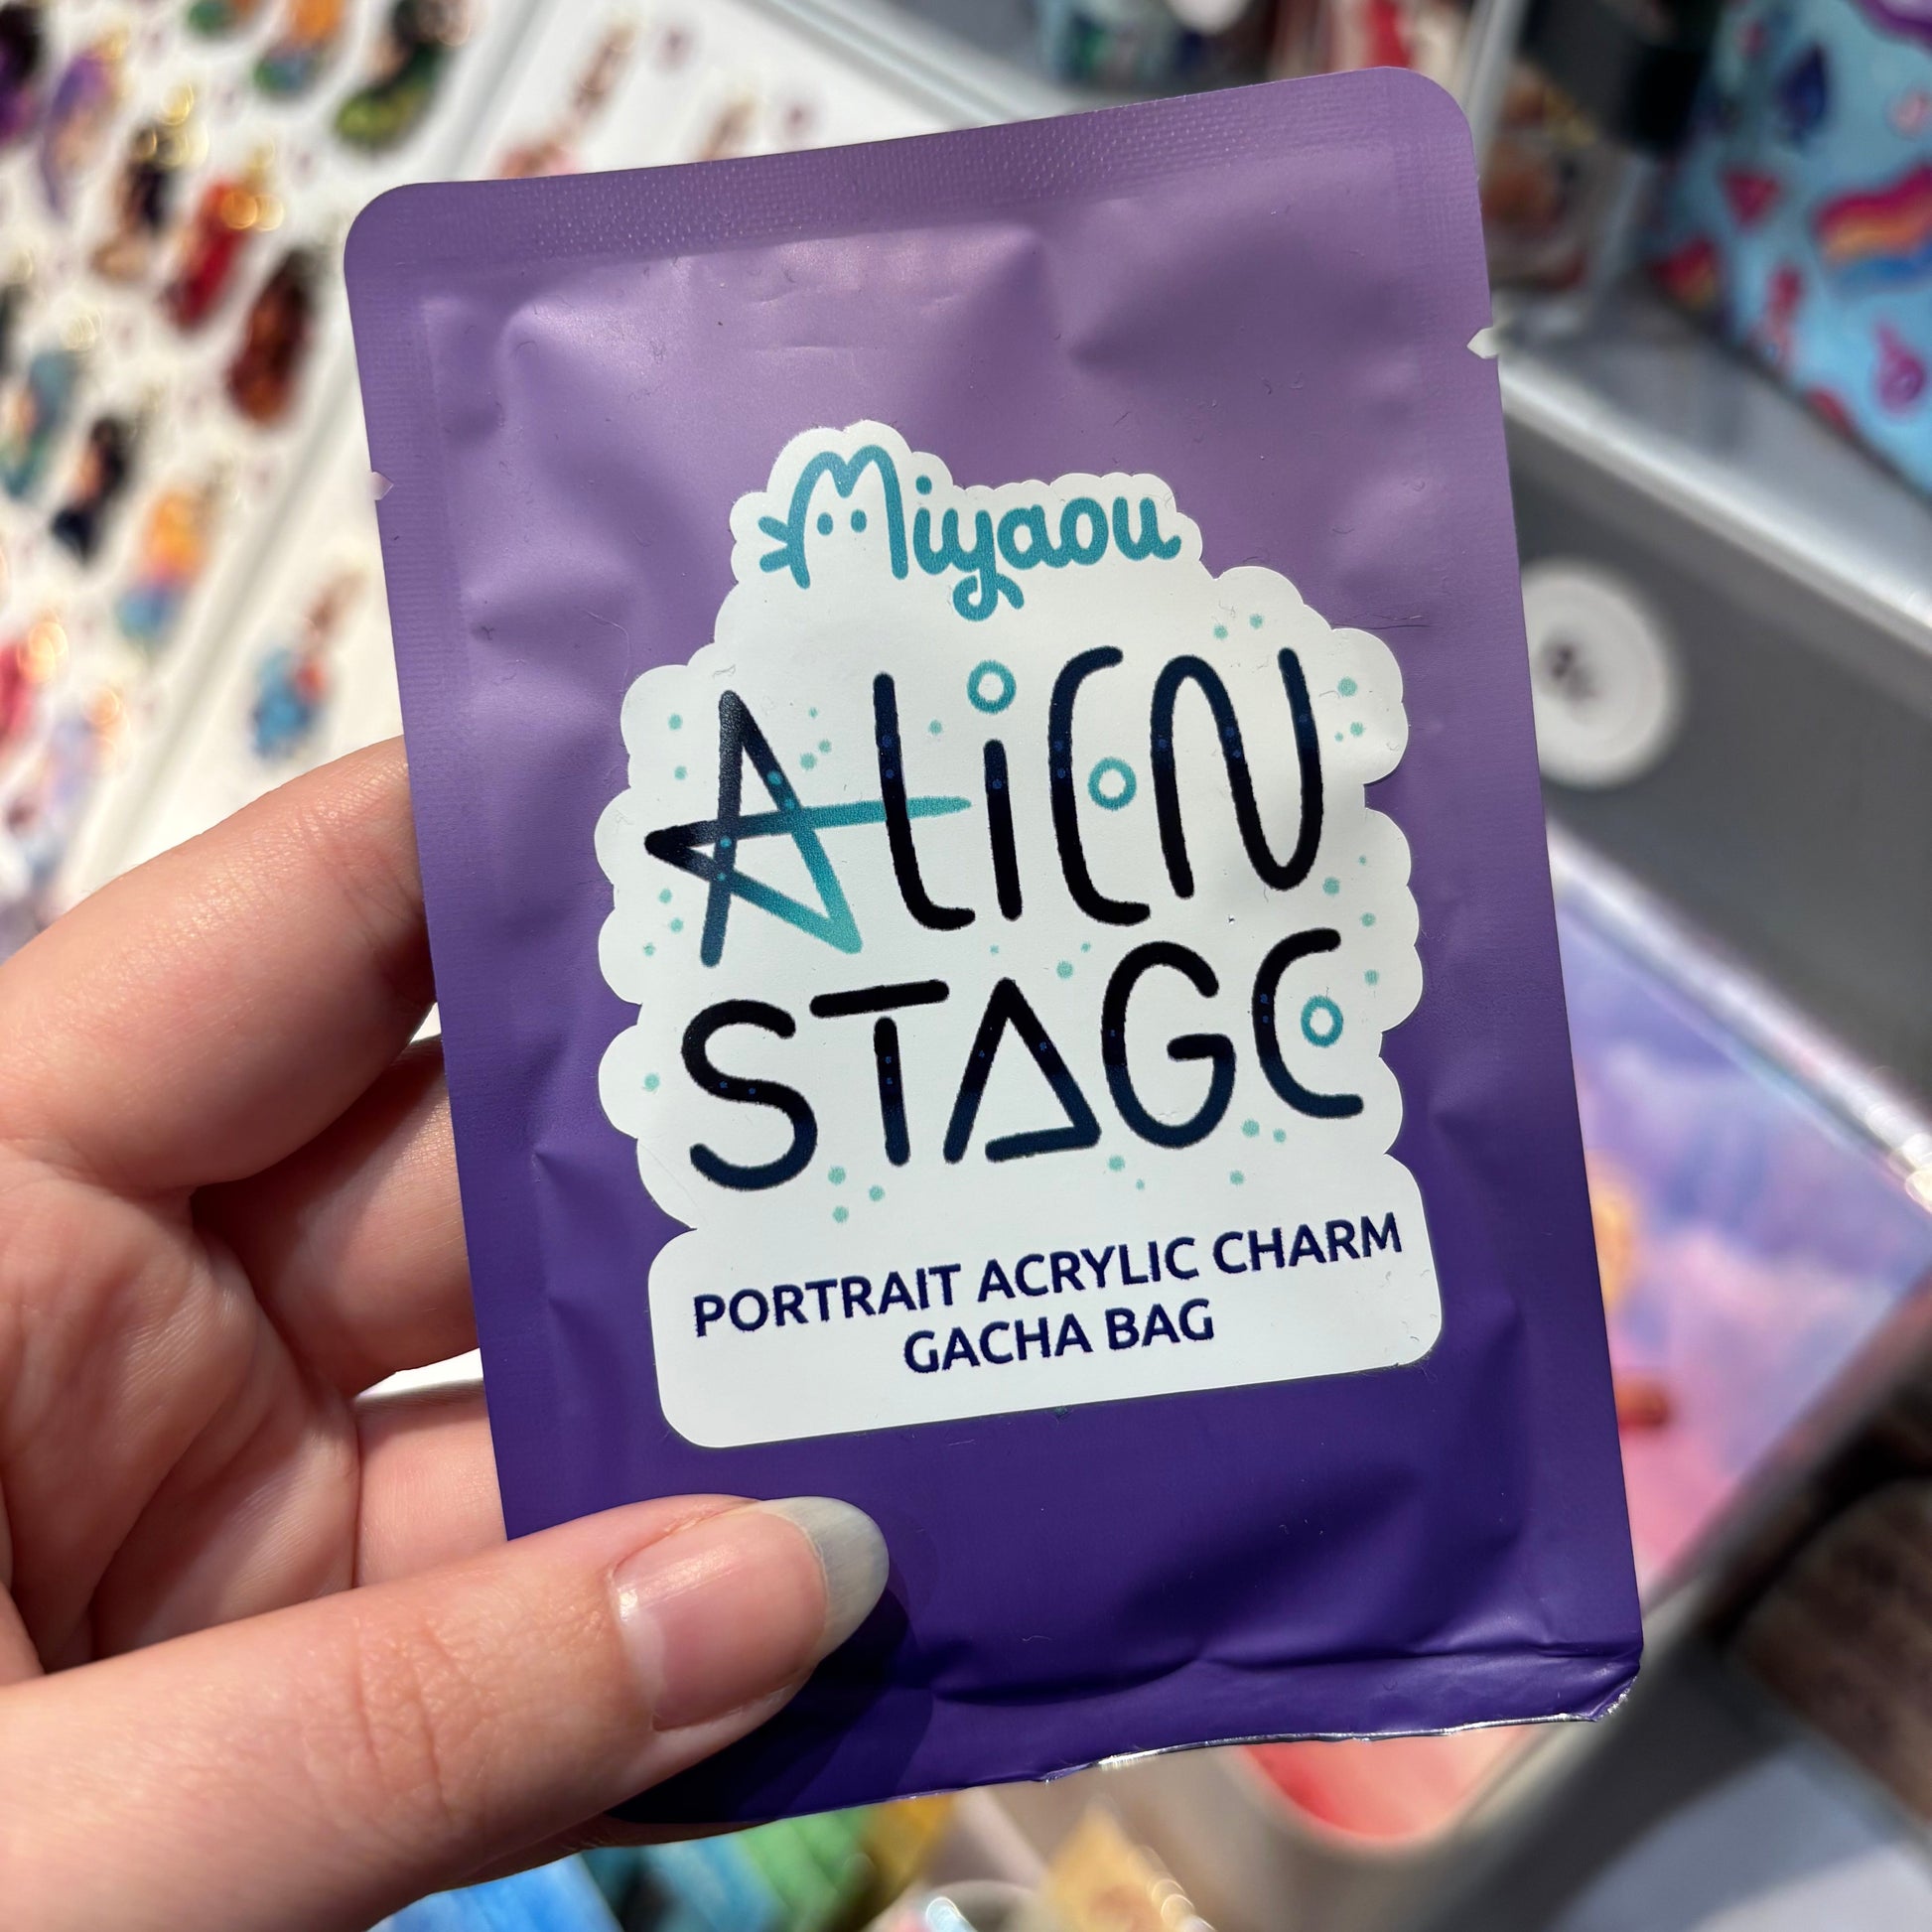 Miyaou
ALiEN
STAGE
PORTRAIT ACRYLIC CHARM
GACHA BAG